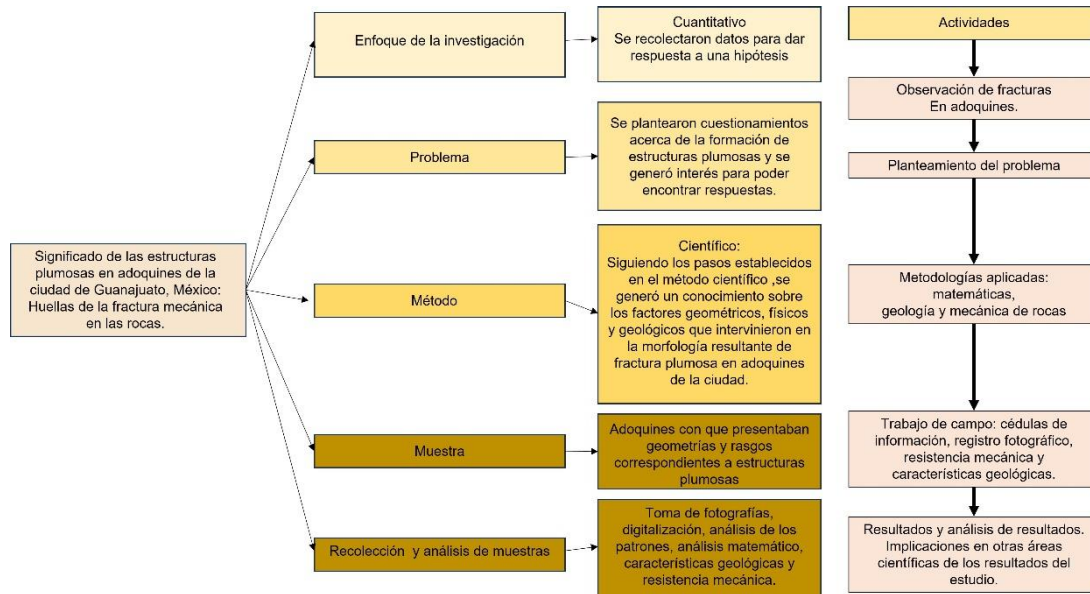 Significado de las estructuras
plumosas en adoquines de la
ciudad de Guanajuato, México:
Huellas de la fractura mecánica
en las rocas.
Enfoque de la investigación
Cuantitativo
Se recolectaron datos para dar
respuesta a una hipótesis
Problema
Se plantearon cuestionamientos
acerca de la formación de
estructuras plumosas y se
generó interés para poder
encontrar respuestas.
Método
Científico:
Siguiendo los pasos establecidos
en el método científico ,se
generó un conocimiento sobre
los factores geométricos, físicos
y geológicos que intervinieron en
la morfología resultante de
fractura plumosa en adoquines
de la ciudad.
Muestra
Adoquines con que presentaban
geometrías y rasgos
correspondientes a estructuras
plumosas
Recolección y análisis de muestras
Toma de fotografías,
digitalización, análisis de los
patrones, análisis matemático,
características geológicas y
resistencia mecánica.
Actividades
Observación de fracturas
En adoquines.
Planteamiento del problema
Metodologías aplicadas:
matemáticas,
geología y mecánica de rocas
Trabajo de campo: cédulas de
información, registro fotográfico,
resistencia mecánica y
características geológicas.
Resultados y análisis de resultados.
Implicaciones en otras áreas
científicas de los resultados del
estudio.